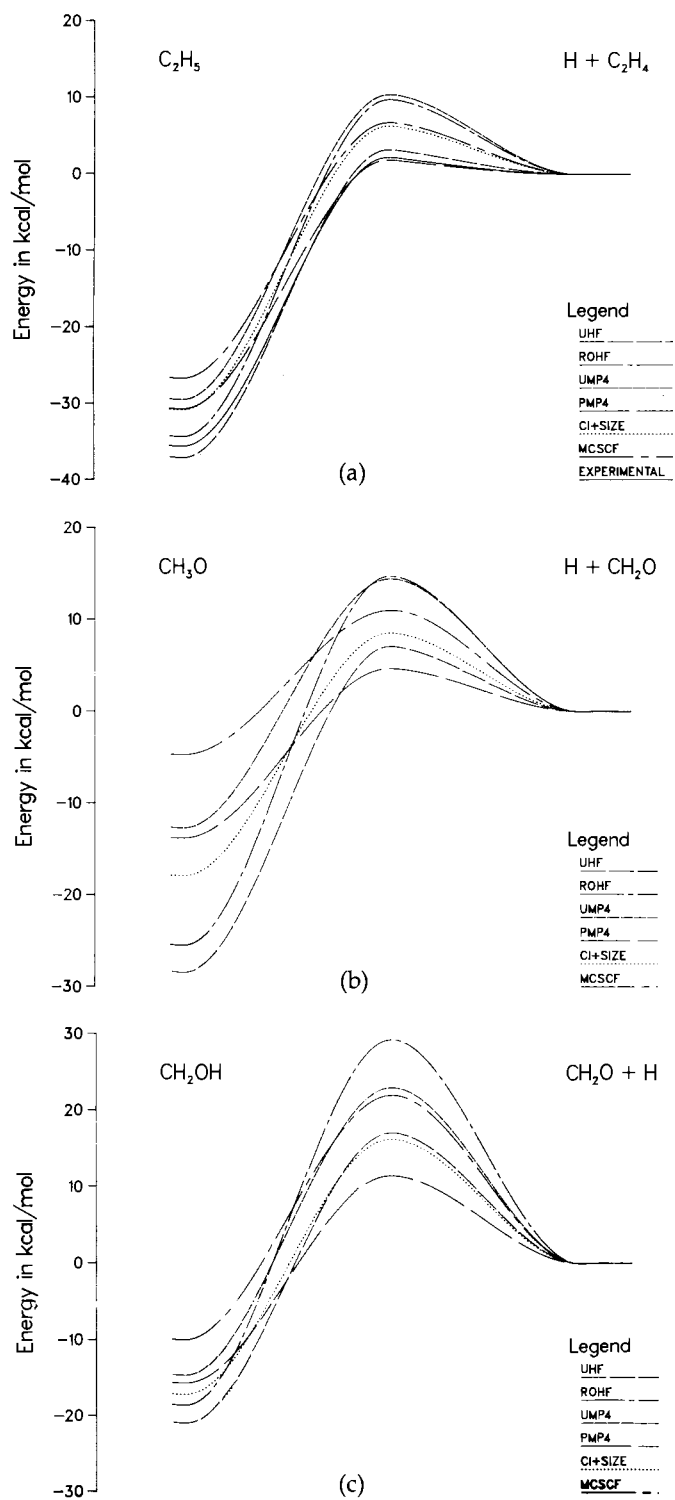 20
C₂H₅
H + C₂H₄
10
0
−10
−20
−30
−40
Energy in kcal/mol
Legend
UHF
ROHF
UMP4
PMP4
CI+SIZE
MCSCF
EXPERIMENTAL
(a)
20
CH₃O
H + CH₂O
10
0
−10
−20
−30
Energy in kcal/mol
Legend
UHF
ROHF
UMP4
PMP4
CI+SIZE
MCSCF
(b)
30
CH₂OH
CH₂O + H
20
10
0
−10
−20
−30
Energy in kcal/mol
Legend
UHF
ROHF
UMP4
PMP4
CI+SIZE
MCSCF
(c)